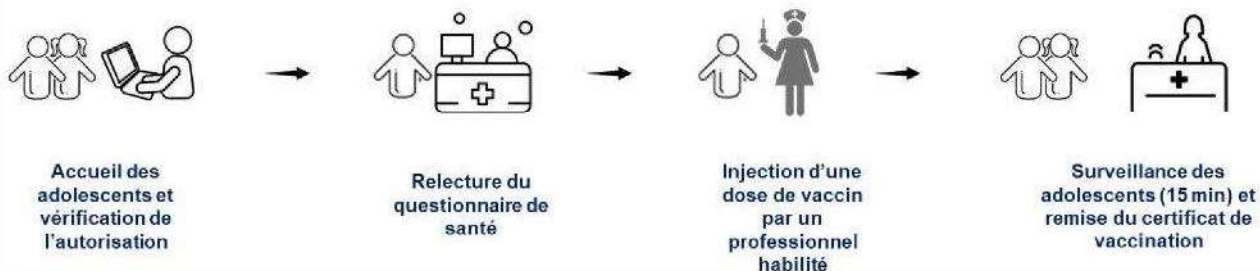 Accueil des
adolescents et
vérification de
l'autorisation
Relecture du
questionnaire de
santé
Injection d'une
dose de vaccin
par un
professionnel
habilité
Surveillance des
adolescents (15 min) et
remise du certificat de
vaccination